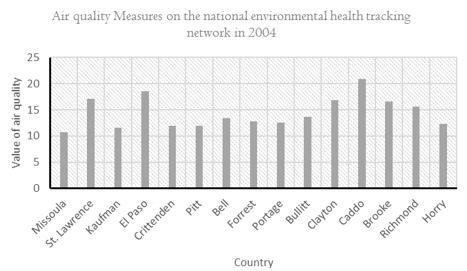 Air quality Measures on the national environmental health tracking
network in 2004
Value of air quality
25
20
15
10
5
0
Missoula
St. Lawrence
Kaufman
El Paso
Crittenden
Pitt
Bell
Forrest
Portage
Bullitt
Clayton
Caddo
Brooke
Richmond
Horry
Country